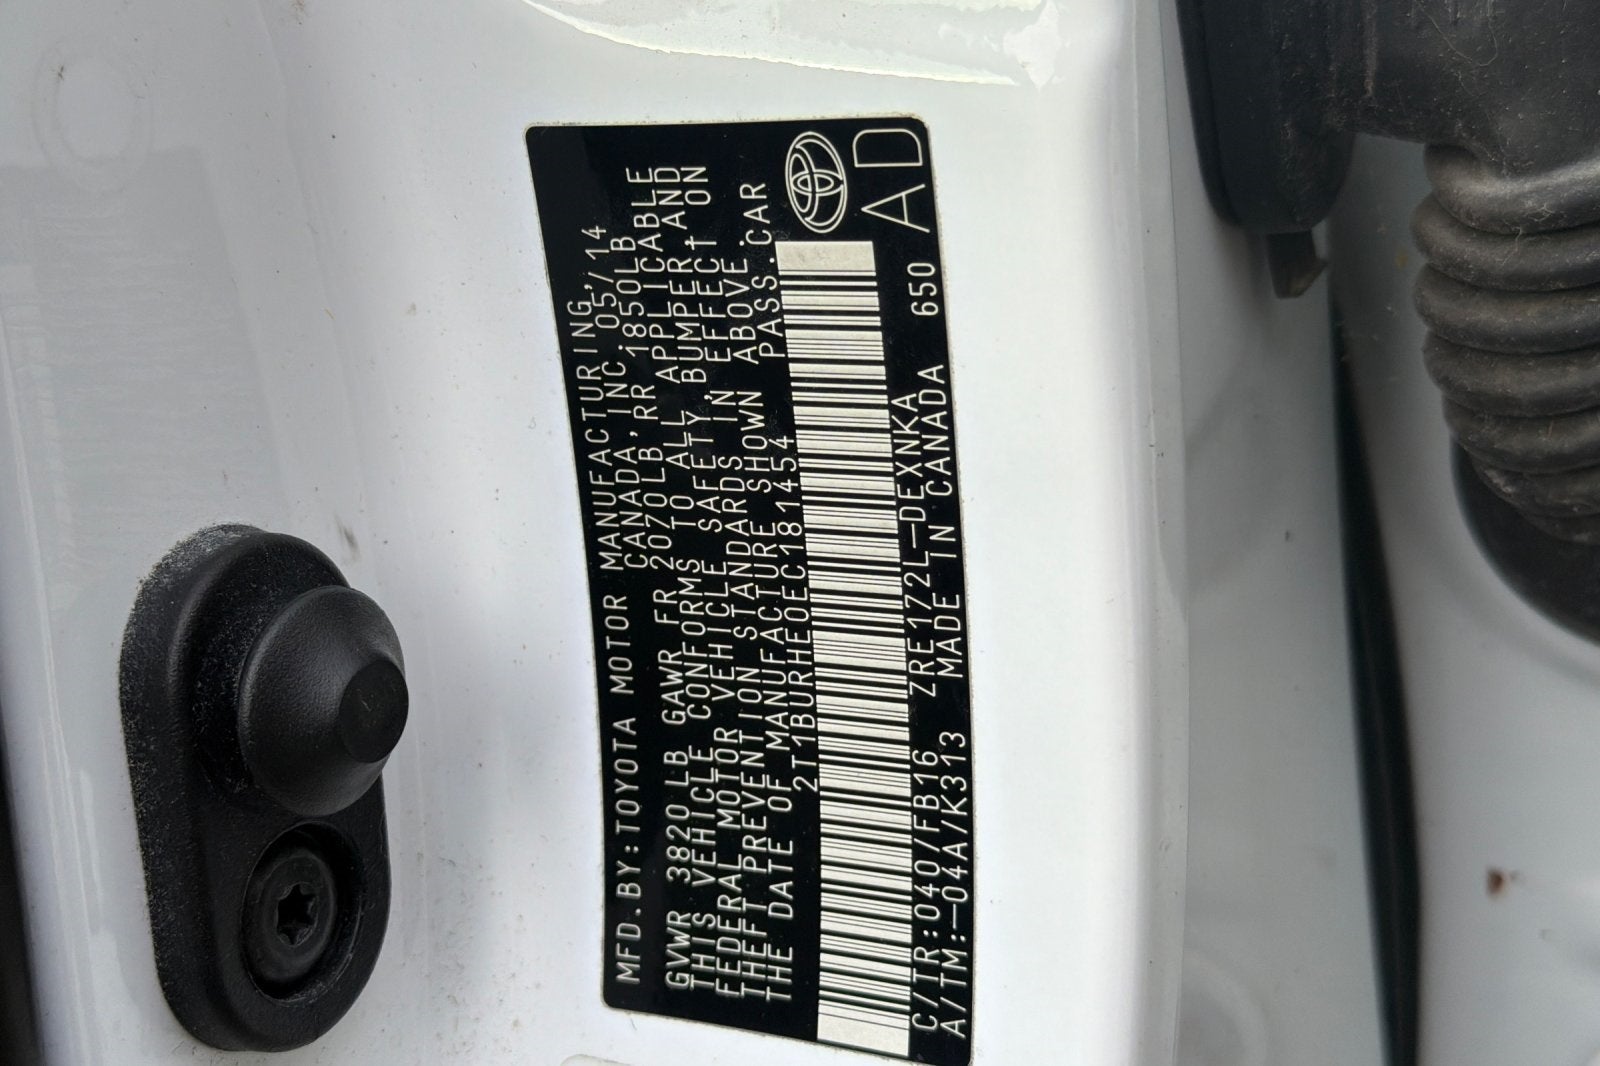 MFD.BY:TOYOTA MOTOR MANUFACTURING,
CANADA,INC. 05/14
GVWR 3820 LB GAWR FR 2070LB,RR 1850LB
THIS VEHICLE CONFORMS TO ALL APPLICABLE
FEDERAL MOTOR VEHICLE SAFETY,BUMPER,AND
THEFT PREVENTION STANDARDS IN EFFECT ON
THE DATE OF MANUFACTURE SHOWN ABOVE.
2T1BURHE0EC181454 PASS.CAR
C/TR:040/FB16 ZRE172L-DEXNKA
A/TM:-04A/K313 MADE IN CANADA 650
AD